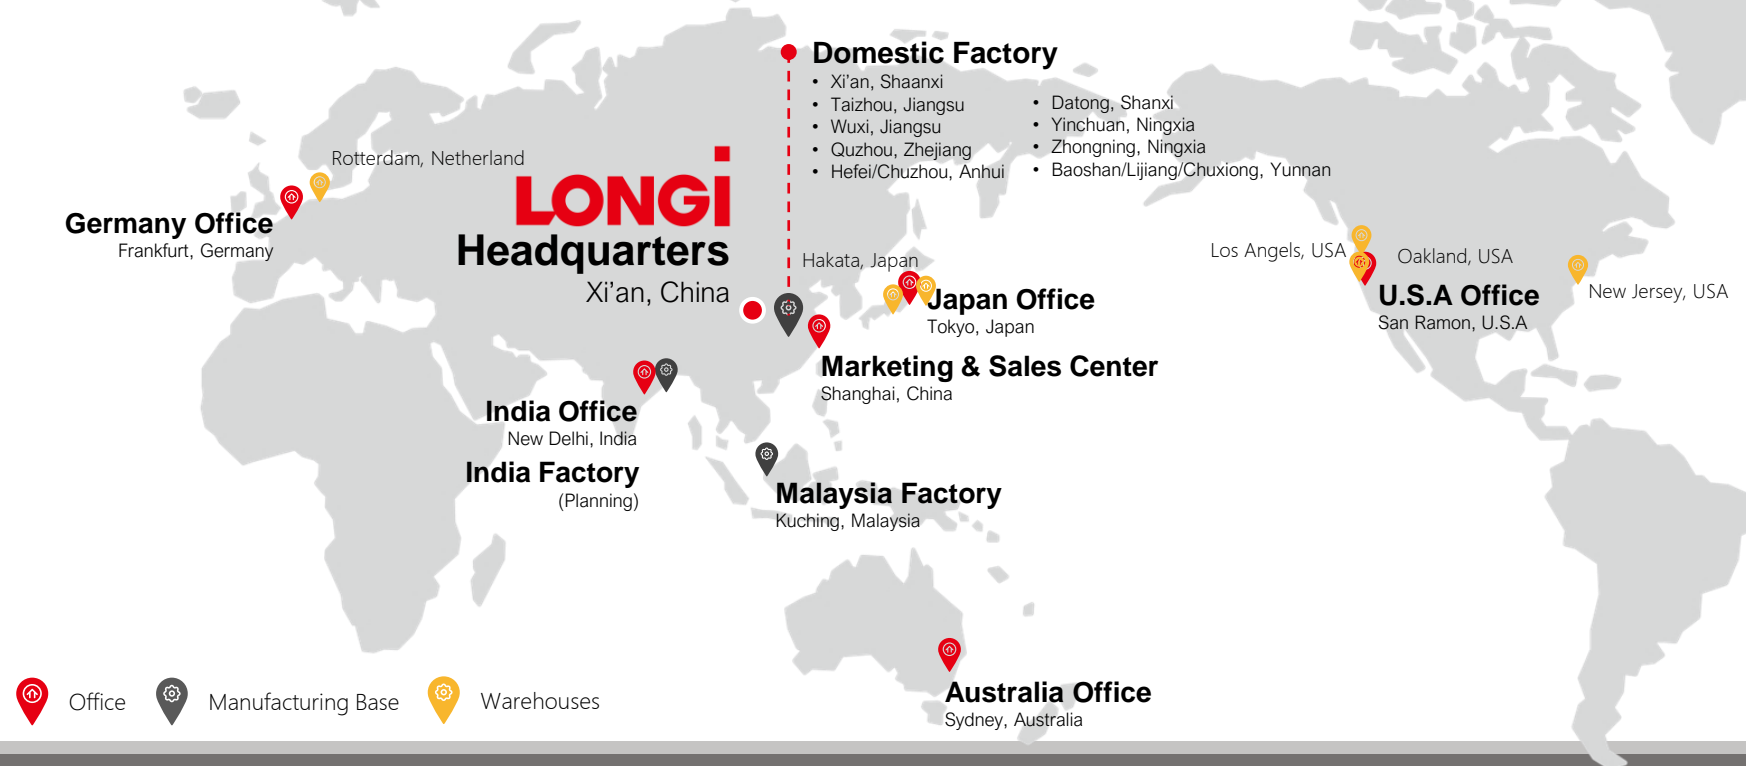 Domestic Factory
• Xi'an, Shaanxi
• Taizhou, Jiangsu
• Wuxi, Jiangsu
• Quzhou, Zhejiang
• Hefei/Chuzhou, Anhui
• Datong, Shanxi
• Yinchuan, Ningxia
• Zhongning, Ningxia
• Baoshan/Lijiang/Chuxiong, Yunnan
Rotterdam, Netherland
Germany Office
Frankfurt, Germany
LONGi
Headquarters
Xi'an, China
Hakata, Japan
Japan Office
Tokyo, Japan
Marketing & Sales Center
Shanghai, China
Los Angels, USA
Oakland, USA
U.S.A Office
San Ramon, U.S.A
New Jersey, USA
India Office
New Delhi, India
India Factory
(Planning)
Malaysia Factory
Kuching, Malaysia
Australia Office
Sydney, Australia
Office
Manufacturing Base
Warehouses